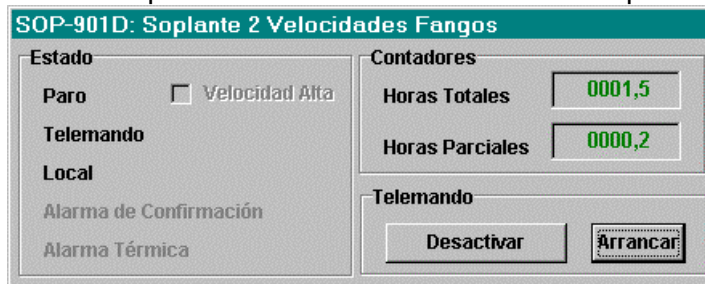 SOP-901D: Soplante 2 Velocidades Fangos
Estado
Paro Velocidad Alta
Telemando
Local
Alarma de Confirmación
Alarma Térmica
Contadores
Horas Totales 0001,5
Horas Parciales 0000,2
Telemando
Desactivar Arrancar